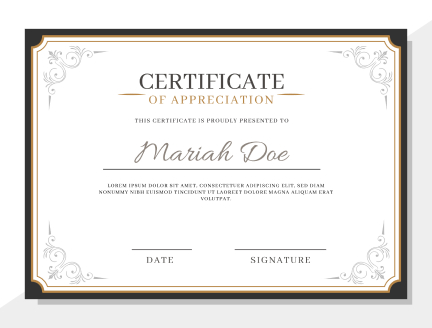 CERTIFICATE
OF APPRECIATION
THIS CERTIFICATE IS PROUDLY PRESENTED TO
Mariah Doe
LORUM IPSUM DOLOR SIT AMET, CONSECTETUER ADIPISCING ELIT, SED DIAM
NONUMMY NIBH EUISMOD TINCIDUNT UT LAOREET DOLORE MAGNA ALIQUAM ERAT
VOLUTPAT.
DATE SIGNATURE